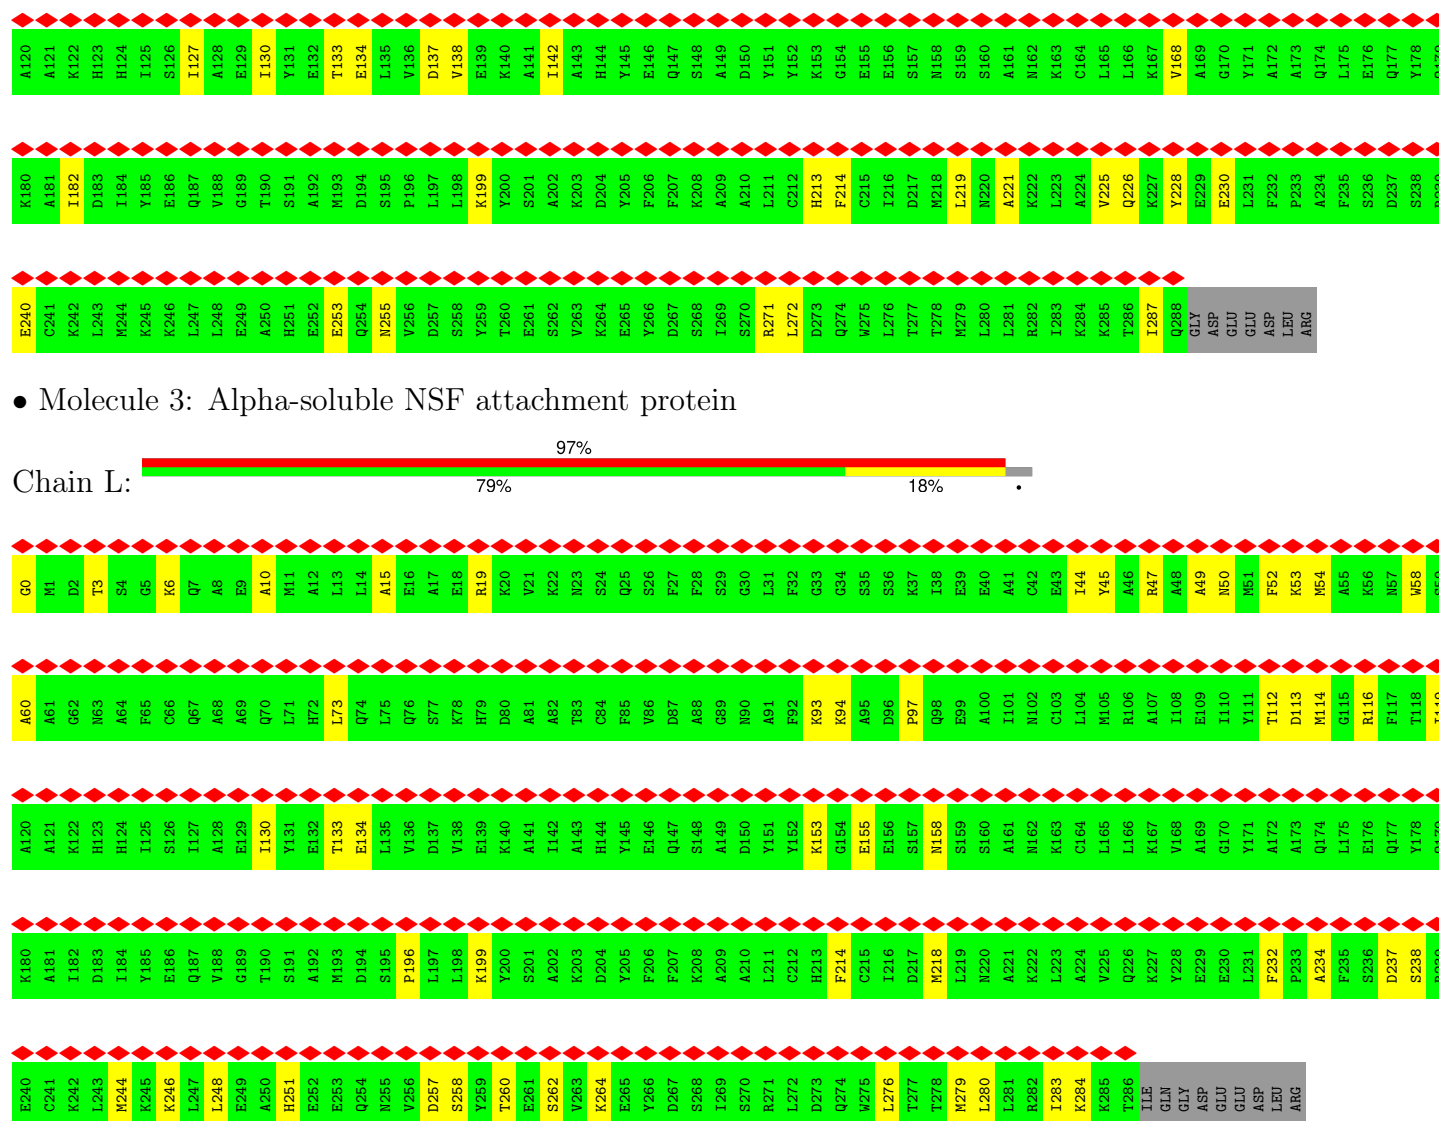 A120 A121 K122 H123 H124 I125 S126 I127 A128 E129 I130 Y131 E132 T133 E134 L135 V136 D137 V138 E139 K140 A141 I142 A143 H144 Y145 E146 Q147 S148 A149 D150 Y151 Y152 K153 G154 E155 E156 S157 N158 S159 S160 A161 N162 K163 C164 L165 L166 K167 V168 A169 G170 Y171 A172 A173 Q174 L175 E176 Q177 Y178
K180 A181 I182 D183 I184 Y185 E186 Q187 V188 G189 T190 S191 A192 M193 D194 S195 P196 L197 L198 K199 Y200 S201 A202 K203 D204 Y205 F206 F207 K208 A209 A210 L211 C212 H213 F214 C215 I216 D217 M218 L219 N220 A221 K222 L223 A224 V225 Q226 K227 Y228 E229 E230 L231 F232 P233 A234 F235 S236 D237 S238
E240 C241 K242 L243 M244 K245 K246 L247 L248 E249 A250 H251 E252 E253 Q254 N255 V256 D257 S258 Y259 T260 E261 S262 V263 K264 E265 Y266 D267 S268 I269 S270 R271 L272 D273 Q274 W275 L276 T277 T278 M279 L280 L281 R282 I283 K284 K285 T286 I287 Q288 GLY ASP GLU GLU ASP LEU ARG
• Molecule 3: Alpha-soluble NSF attachment protein
97%
Chain L:
79% 18% •
G0 M1 D2 T3 S4 G5 K6 Q7 A8 E9 A10 M11 A12 L13 L14 A15 E16 A17 E18 R19 K20 V21 K22 N23 S24 Q25 S26 F27 F28 S29 G30 L31 F32 G33 G34 S35 S36 K37 I38 E39 E40 A41 C42 E43 I44 Y45 A46 R47 A48 A49 N50 M51 F52 K53 M54 A55 K56 N57 W58
A60 A61 G62 N63 A64 F65 C66 Q67 A68 A69 Q70 L71 H72 L73 Q74 L75 Q76 S77 K78 H79 D80 A81 A82 T83 C84 F85 V86 D87 A88 G89 N90 A91 F92 K93 K94 A95 D96 P97 Q98 E99 A100 I101 N102 C103 L104 M105 R106 A107 I108 E109 I110 Y111 T112 D113 M114 G115 R116 F117 T118
A120 A121 K122 H123 H124 I125 S126 I127 A128 E129 I130 Y131 E132 T133 E134 L135 V136 D137 V138 E139 K140 A141 I142 A143 H144 Y145 E146 Q147 S148 A149 D150 Y151 Y152 K153 G154 E155 E156 S157 N158 S159 S160 A161 N162 K163 C164 L165 L166 K167 V168 A169 G170 Y171 A172 A173 Q174 L175 E176 Q177 Y178
K180 A181 I182 D183 I184 Y185 E186 Q187 V188 G189 T190 S191 A192 M193 D194 S195 P196 L197 L198 K199 Y200 S201 A202 K203 D204 Y205 F206 F207 K208 A209 A210 L211 C212 H213 F214 C215 I216 D217 M218 L219 N220 A221 K222 L223 A224 V225 Q226 K227 Y228 E229 E230 L231 F232 P233 A234 F235 S236 D237 S238
E240 C241 K242 L243 M244 K245 K246 L247 L248 E249 A250 H251 E252 E253 Q254 N255 V256 D257 S258 Y259 T260 E261 S262 V263 K264 E265 Y266 D267 S268 I269 S270 R271 L272 D273 Q274 W275 L276 T277 T278 M279 L280 L281 R282 I283 K284 K285 T286 ILE GLN GLY ASP GLU GLU ASP LEU ARG